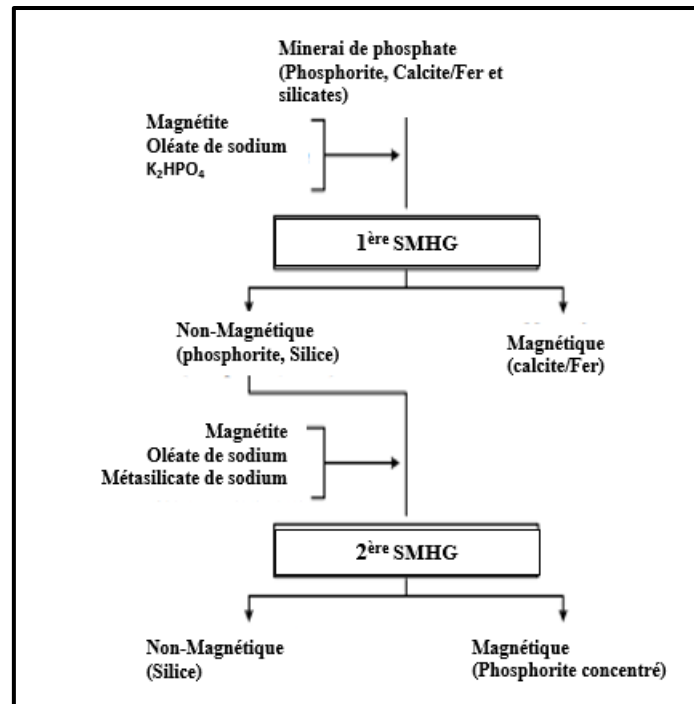 Minerai de phosphate
(Phosphorite, Calcite/Fer et
silicates)
Magnétite
Oléate de sodium
K₂HPO₄
1ère SMHG
Non-Magnétique
(phosphorite, Silice)
Magnétique
(calcite/Fer)
Magnétite
Oléate de sodium
Métasilicate de sodium
2ère SMHG
Non-Magnétique
(Silice)
Magnétique
(Phosphorite concentré)